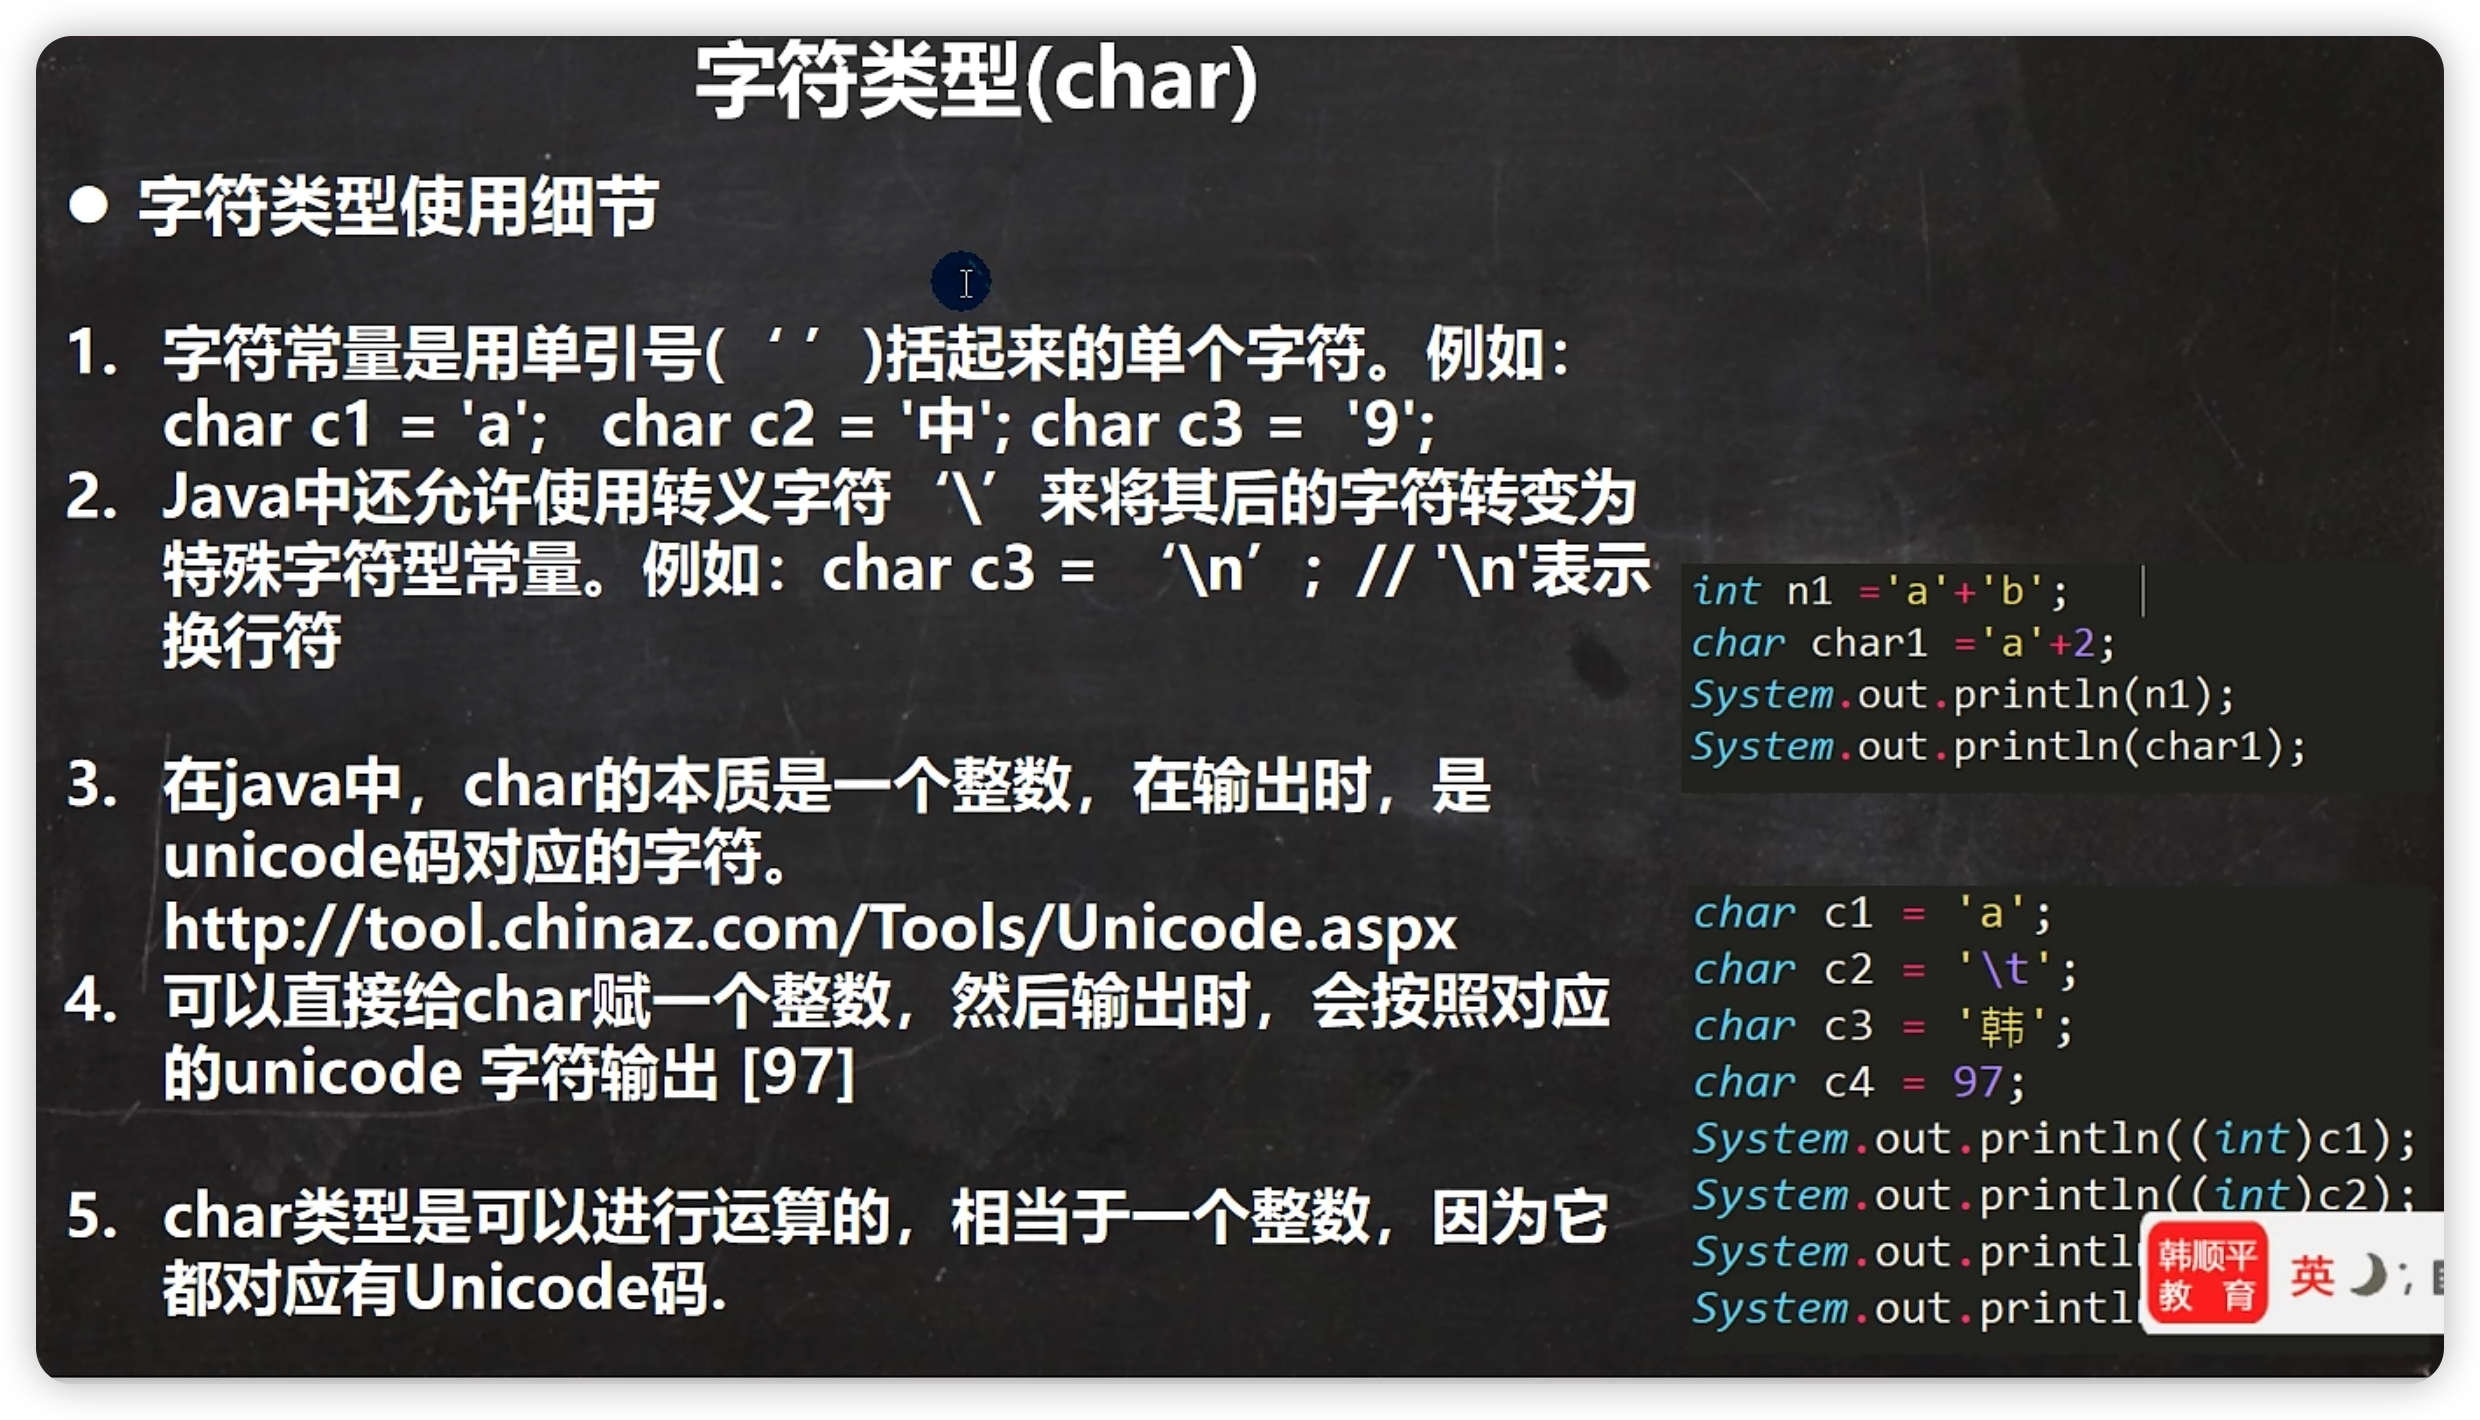 字符类型(char)
● 字符类型使用细节
1. 字符常量是用单引号(‘ ’)括起来的单个字符。例如：
char c1 = 'a'; char c2 = '中'; char c3 = '9';
2. Java中还允许使用转义字符‘\’来将其后的字符转变为
特殊字符型常量。例如：char c3 = ‘\n’; // '\n'表示
换行符
3. 在java中，char的本质是一个整数，在输出时，是
unicode码对应的字符。
http://tool.chinaz.com/Tools/Unicode.aspx
4. 可以直接给char赋一个整数，然后输出时，会按照对应
的unicode 字符输出 [97]
5. char类型是可以进行运算的，相当于一个整数，因为它
都对应有Unicode码.
int n1 ='a'+'b';
char char1 ='a'+2;
System.out.println(n1);
System.out.println(char1);
char c1 = 'a';
char c2 = '\t';
char c3 = '韩';
char c4 = 97;
System.out.println((int)c1);
System.out.println((int)c2);
System.out.printl
System.out.printl
韩顺平
教 育
英